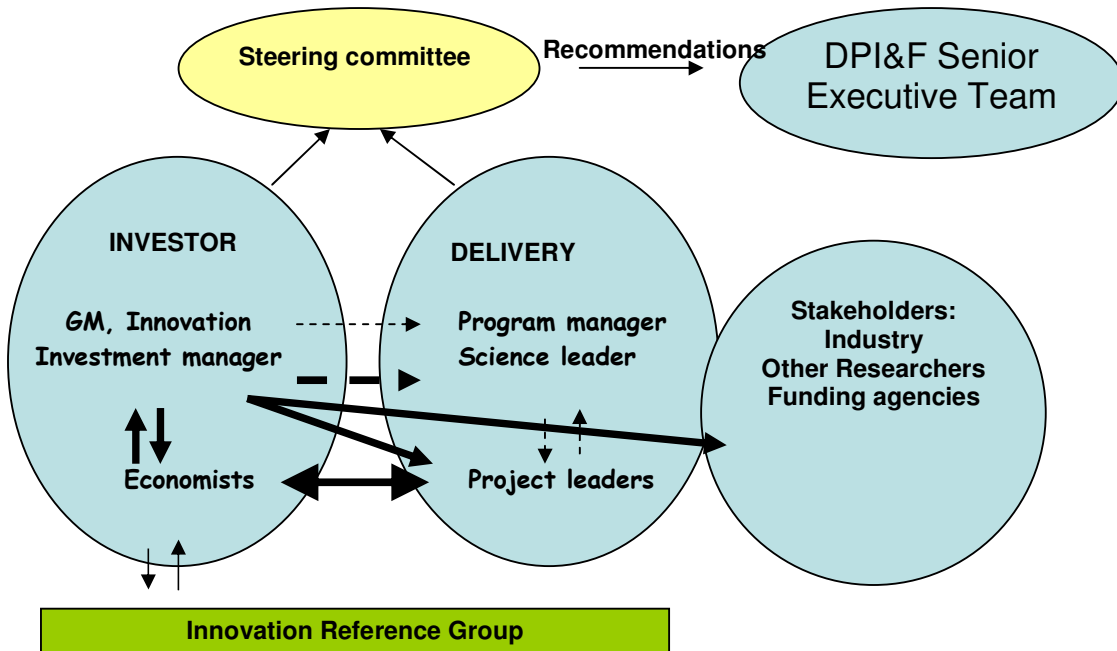 Steering committee
Recommendations
DPI&F Senior
Executive Team
INVESTOR
DELIVERY
GM, Innovation
Investment manager
Program manager
Science leader
Stakeholders:
Industry
Other Researchers
Funding agencies
Economists
Project leaders
Innovation Reference Group